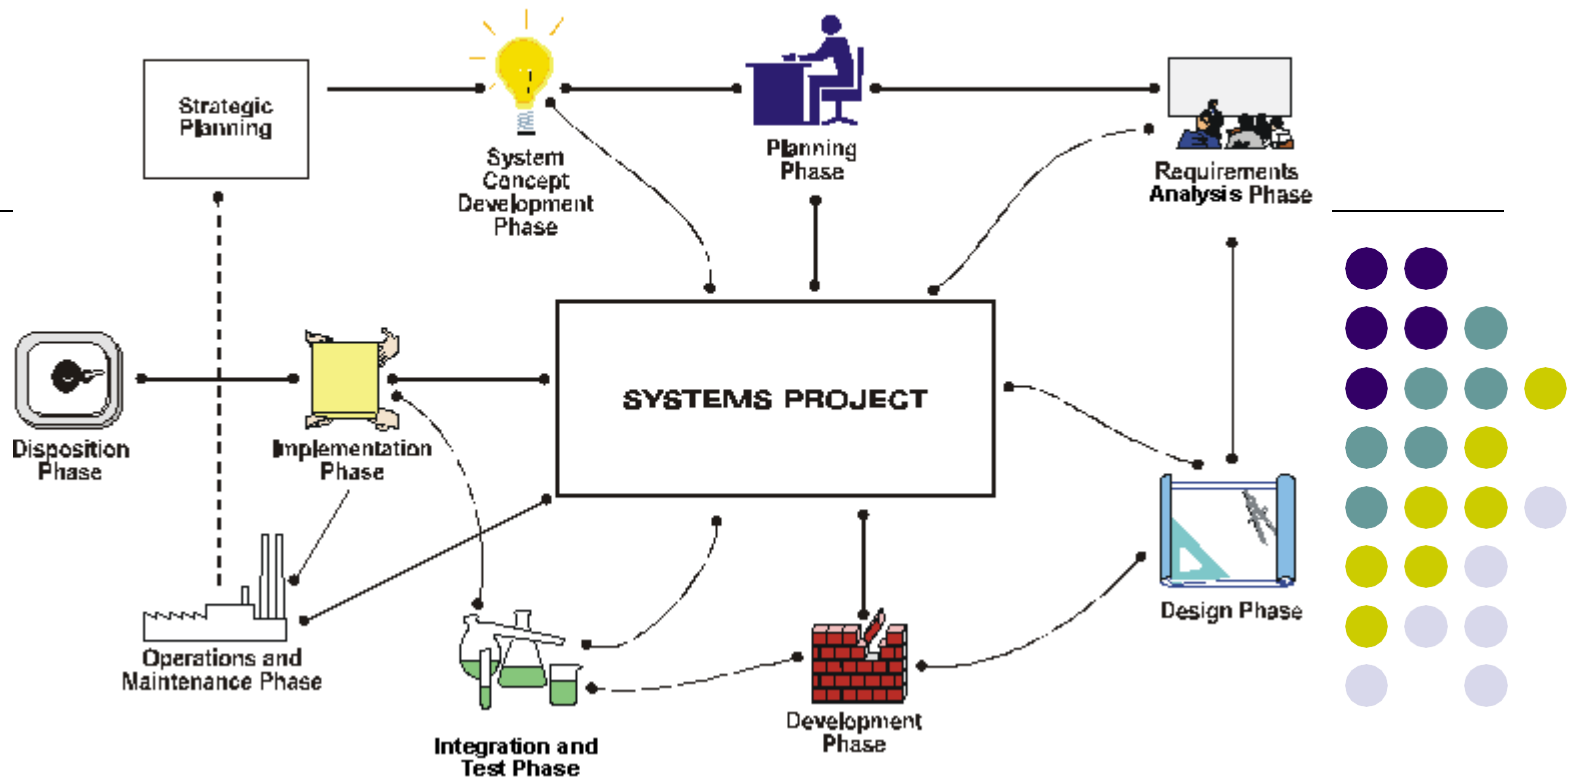 Strategic
Planning
System
Concept
Development
Phase
Planning
Phase
Requirements
Analysis Phase
SYSTEMS PROJECT
Disposition
Phase
Implementation
Phase
Design Phase
Operations and
Maintenance Phase
Development
Phase
Integration and
Test Phase